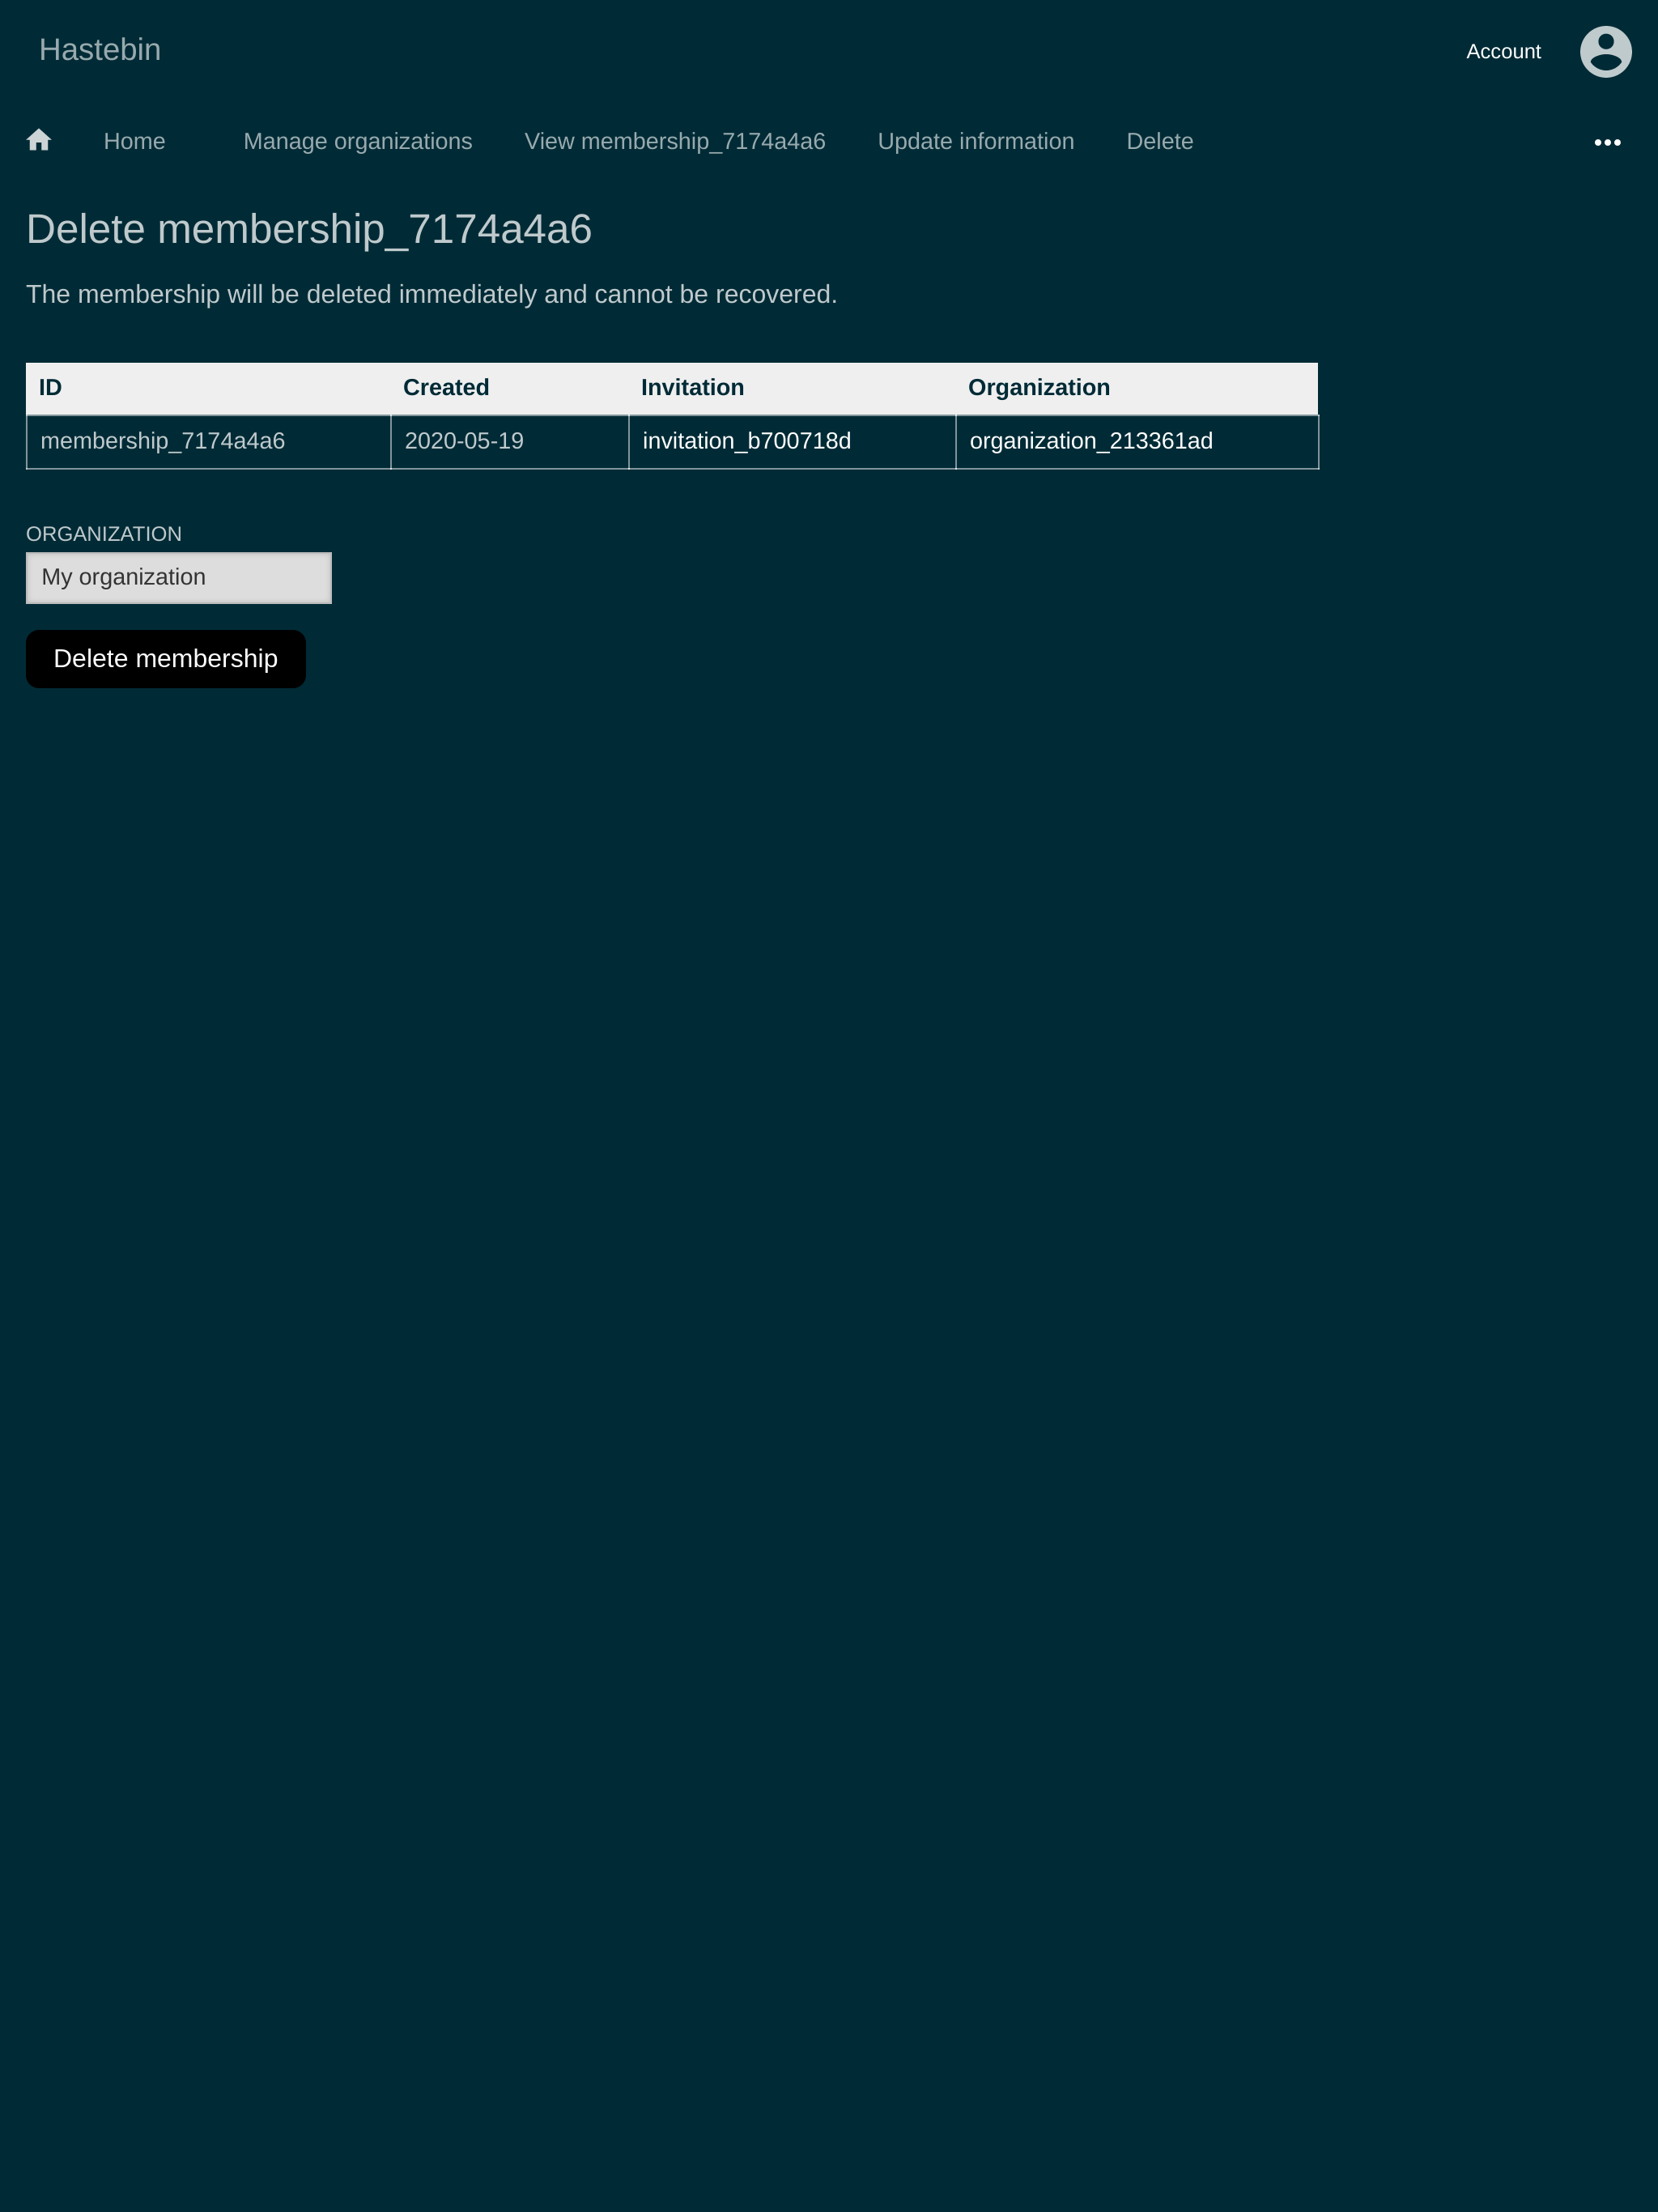 Hastebin
Account
Home Manage organizations View membership_7174a4a6 Update information Delete
Delete membership_7174a4a6
The membership will be deleted immediately and cannot be recovered.
ID Created Invitation Organization
membership_7174a4a6 2020-05-19 invitation_b700718d organization_213361ad
ORGANIZATION
My organization
Delete membership